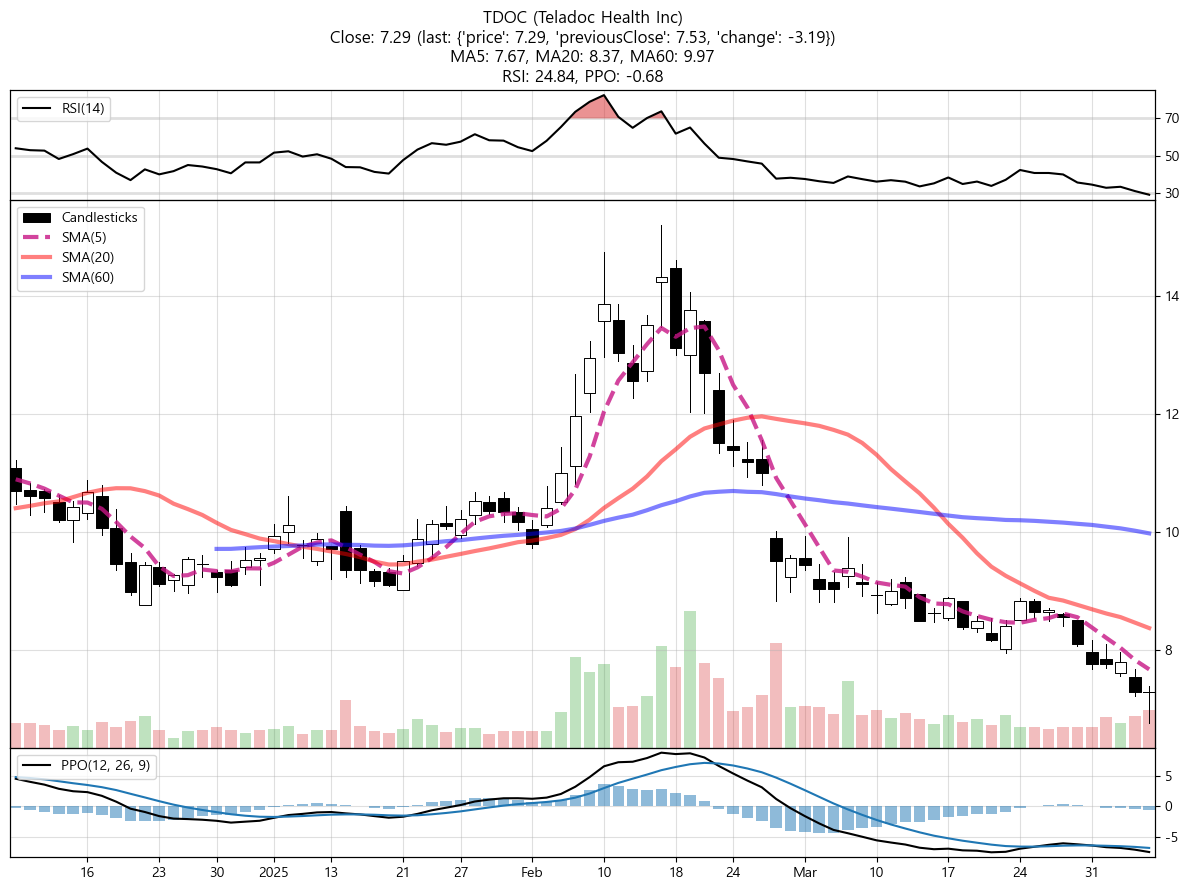 TDOC (Teladoc Health Inc)
Close: 7.29 (last: {'price': 7.29, 'previousClose': 7.53, 'change': -3.19})
MA5: 7.67, MA20: 8.37, MA60: 9.97
RSI: 24.84, PPO: -0.68
RSI(14)
70
50
30
Candlesticks
SMA(5)
SMA(20)
SMA(60)
14
12
10
8
PPO(12, 26, 9)
5
0
-5
16 23 30 2025 13 21 27 Feb 10 18 24 Mar 10 17 24 31